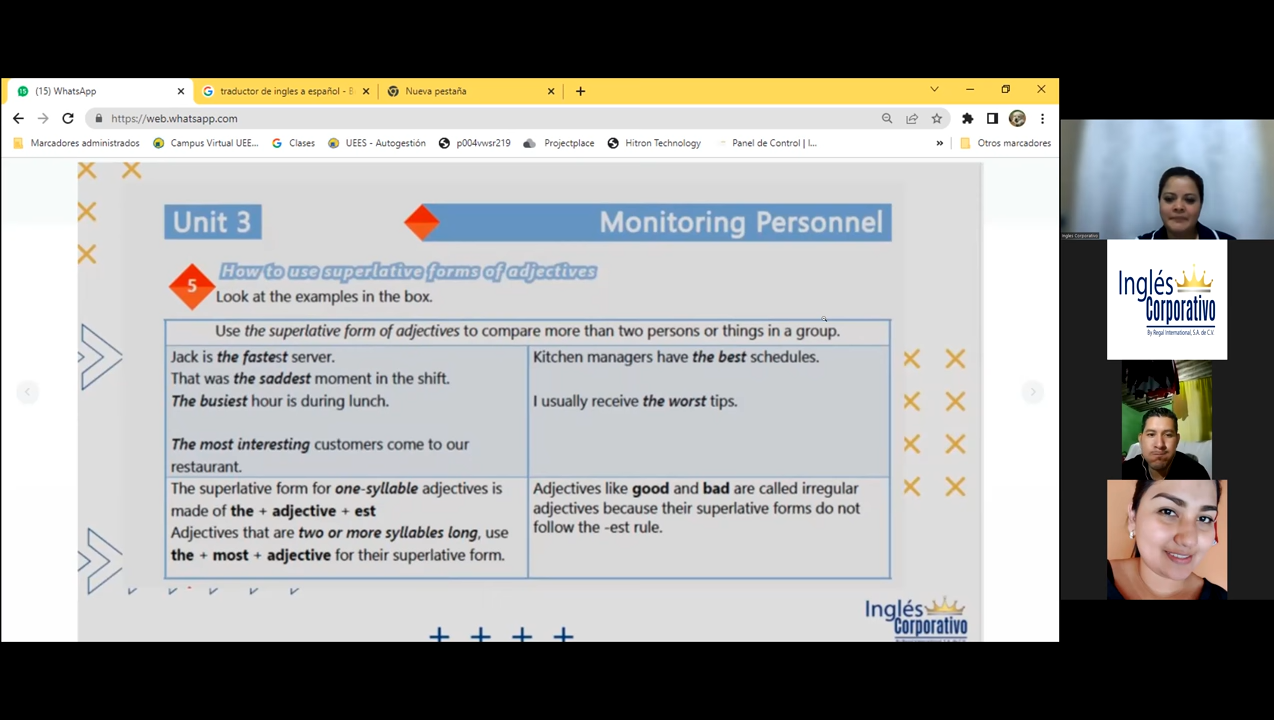 (15) WhatsApp
traductor de ingles a español - B
Nueva pestaña
https://web.whatsapp.com
Marcadores administrados
Campus Virtual UEE...
Clases
UEES - Autogestión
p004vwsr219
Projectplace
Hitron Technology
Panel de Control | I...
»
Otros marcadores
Unit 3
Monitoring Personnel
5
How to use superlative forms of adjectives
Look at the examples in the box.
Use the superlative form of adjectives to compare more than two persons or things in a group.
Jack is the fastest server.
That was the saddest moment in the shift.
The busiest hour is during lunch.
The most interesting customers come to our
restaurant.
Kitchen managers have the best schedules.
I usually receive the worst tips.
The superlative form for one-syllable adjectives is
made of the + adjective + est
Adjectives that are two or more syllables long, use
the + most + adjective for their superlative form.
Adjectives like good and bad are called irregular
adjectives because their superlative forms do not
follow the -est rule.
Inglés
Corporativo
Inglés Corporativo
Inglés
Corporativo
By Regal International, S.A. de C.V.